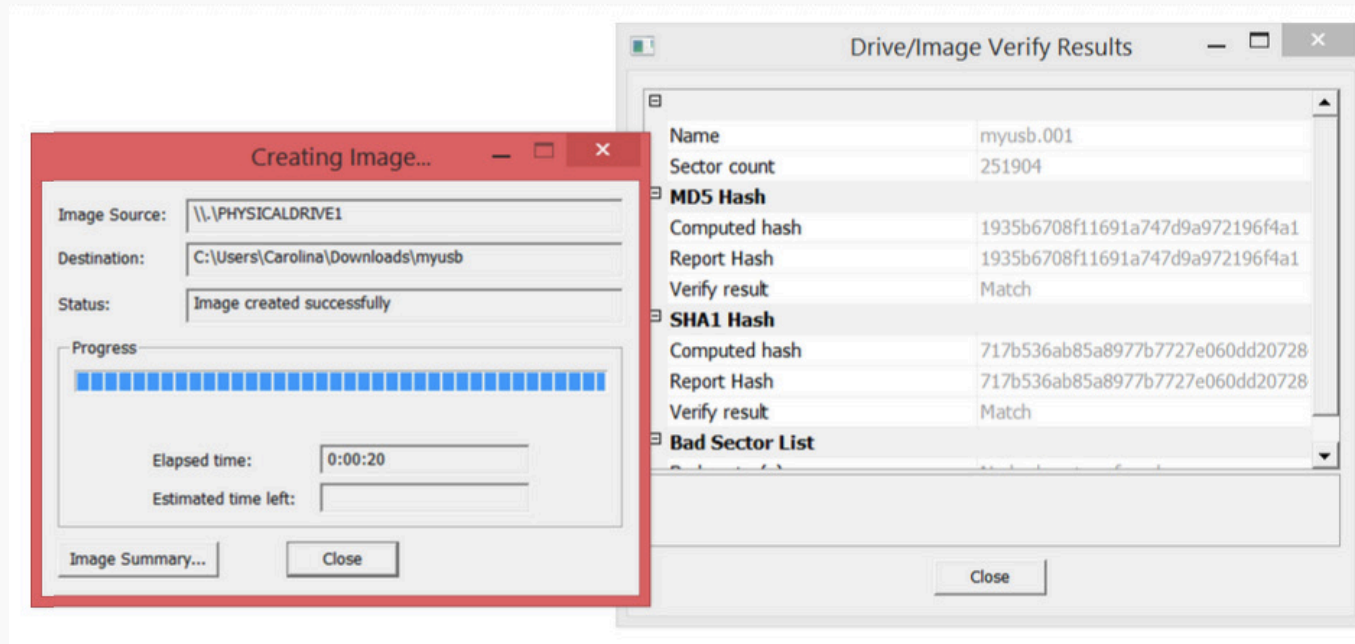 Creating Image...
Image Source:
\\.\PHYSICALDRIVE1
Destination:
C:\Users\Carolina\Downloads\myusb
Status:
Image created successfully
Progress
Elapsed time:
0:00:20
Estimated time left:
Image Summary...
Close
Drive/Image Verify Results
Name myusb.001
Sector count 251904
MD5 Hash
Computed hash 1935b6708f11691a747d9a972196f4a1
Report Hash 1935b6708f11691a747d9a972196f4a1
Verify result Match
SHA1 Hash
Computed hash 717b536ab85a8977b7727e060dd20728
Report Hash 717b536ab85a8977b7727e060dd20728
Verify result Match
Bad Sector List
Close